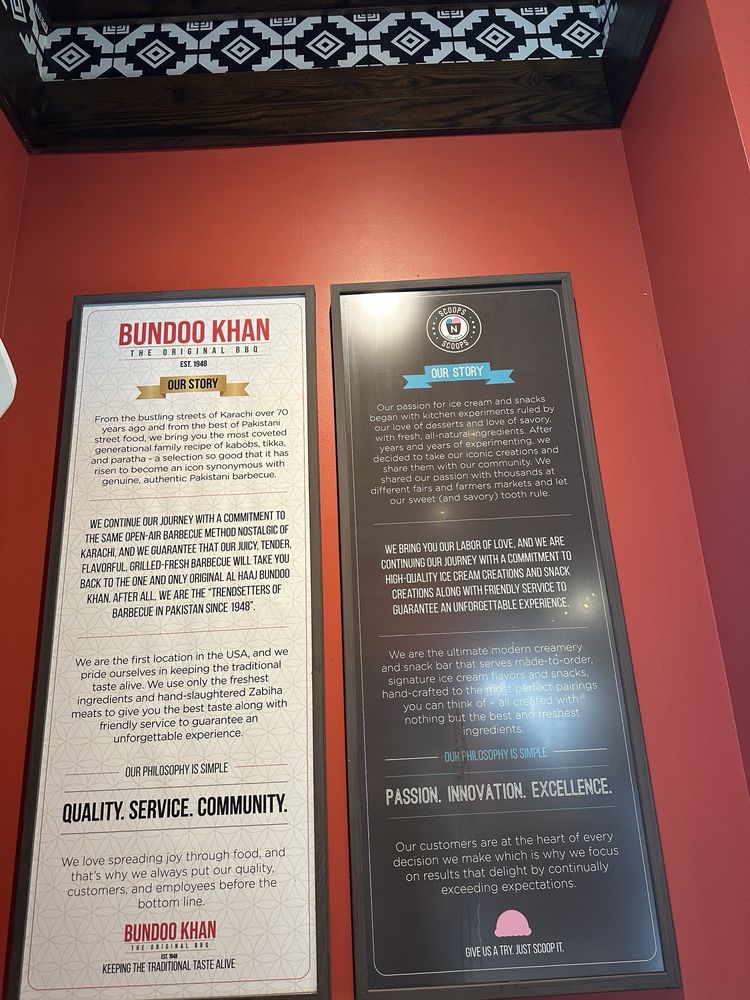 BUNDOO KHAN
THE ORIGINAL BBQ
EST. 1948
OUR STORY
From the bustling streets of Karachi over 70
years ago and from the best of Pakistani
street food, we bring you the most coveted
generational family recipe of kabobs, tikka,
and paratha - a selection so good that it has
risen to become an icon synonymous with
genuine, authentic Pakistani barbecue.
WE CONTINUE OUR JOURNEY WITH A COMMITMENT TO
THE SAME OPEN-AIR BARBECUE METHOD NOSTALGIC OF
KARACHI, AND WE GUARANTEE THAT OUR JUICY, TENDER,
FLAVORFUL, GRILLED-FRESH BARBECUE WILL TAKE YOU
BACK TO THE ONE AND ONLY ORIGINAL AL HAAJ BUNDOO
KHAN. AFTER ALL, WE ARE THE "TRENDSETTERS OF
BARBECUE IN PAKISTAN SINCE 1948".
We are the first location in the USA, and we
pride ourselves in keeping the traditional
taste alive. We use only the freshest
ingredients and hand-slaughtered Zabiha
meats to give you the best taste along with
friendly service to guarantee an
unforgettable experience.
OUR PHILOSOPHY IS SIMPLE
QUALITY. SERVICE. COMMUNITY.
We love spreading joy through food, and
that's why we always put our quality,
customers, and employees before the
bottom line.
BUNDOO KHAN
THE ORIGINAL BBQ
EST. 1948
KEEPING THE TRADITIONAL TASTE ALIVE
SCOOPS
N
SCOOPS
OUR STORY
Our passion for ice cream and snacks
began with kitchen experiments ruled by
our love of desserts and love of savory,
with fresh, all-natural ingredients. After
years and years of experimenting, we
decided to take our iconic creations and
share them with our community. We
shared our passion with thousands at
different fairs and farmers markets and let
our sweet (and savory) tooth rule.
WE BRING YOU OUR LABOR OF LOVE, AND WE ARE
CONTINUING OUR JOURNEY WITH A COMMITMENT TO
HIGH-QUALITY ICE CREAM CREATIONS AND SNACK
CREATIONS ALONG WITH FRIENDLY SERVICE TO
GUARANTEE AN UNFORGETTABLE EXPERIENCE.
We are the ultimate modern creamery
and snack bar that serves made-to-order,
signature ice cream flavors and snacks,
hand-crafted to the most perfect pairings
you can think of - all created with
nothing but the best and freshest
ingredients.
OUR PHILOSOPHY IS SIMPLE
PASSION. INNOVATION. EXCELLENCE.
Our customers are at the heart of every
decision we make which is why we focus
on results that delight by continually
exceeding expectations.
GIVE US A TRY. JUST SCOOP IT.